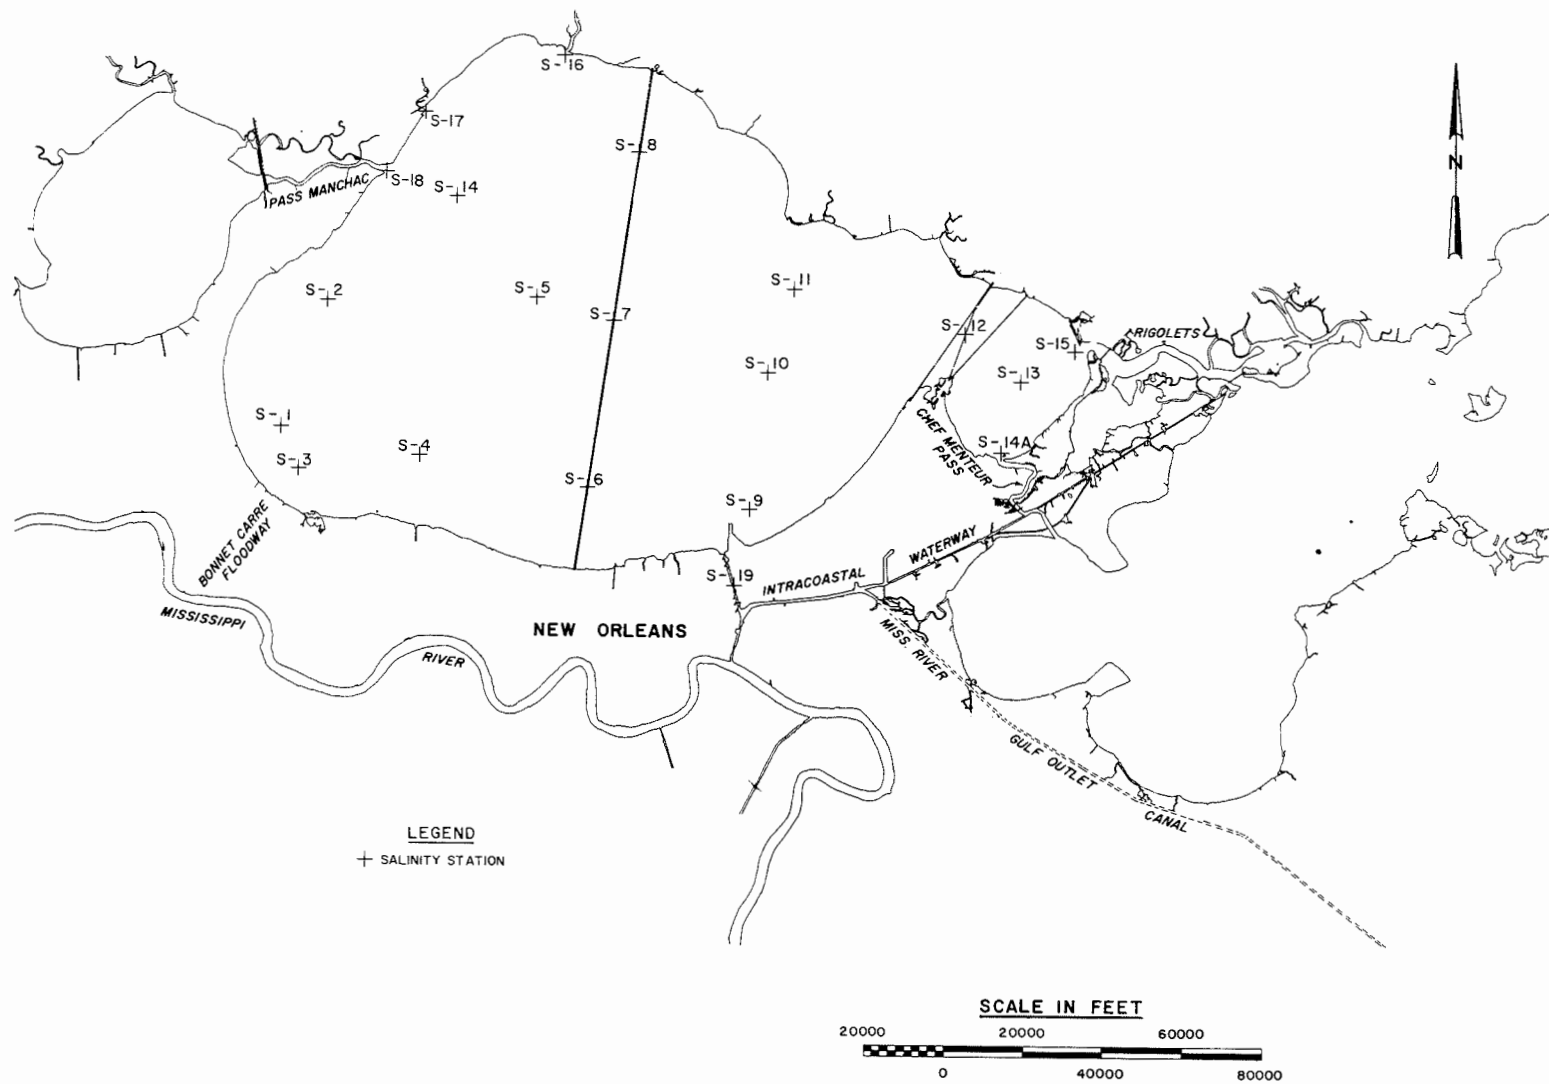 S-16
S-17
S-8
S-18
S-14
PASS MANCHAC
N
S-2
S-5
S-11
S-7
S-12
RIGOLETS
S-15
S-10
S-13
S-1
CHEF MENTEUR
PASS
S-4
S-14A
S-3
S-6
S-9
BONNET CARRE
FLOODWAY
WATERWAY
S-19
INTRACOASTAL
MISSISSIPPI
NEW ORLEANS
MISS. RIVER
RIVER
GULF OUTLET
CANAL
LEGEND
+ SALINITY STATION
SCALE IN FEET
20000 20000 60000
0 40000 80000